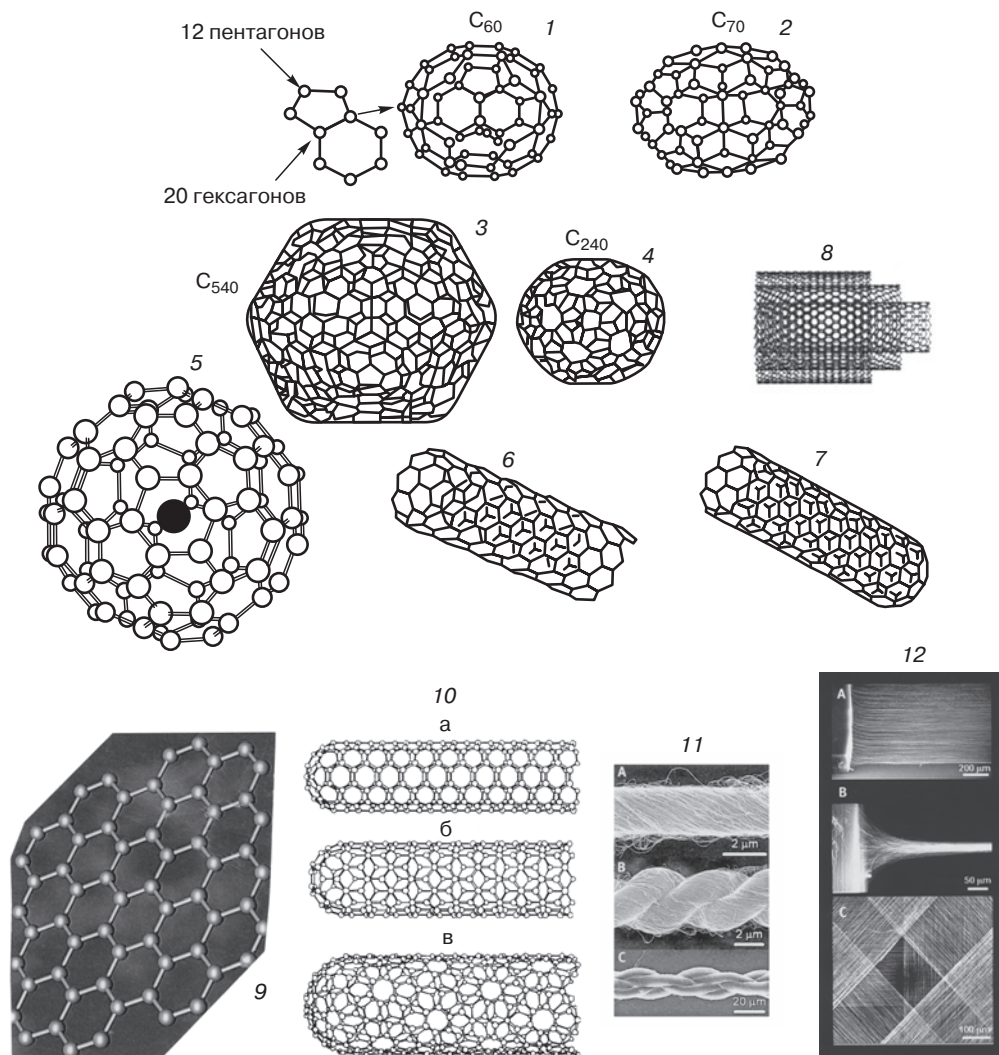 C60
1
C70
2
12 пентагонов
20 гексагонов
3
C540
C240
4
8
5
6
7
12
10
а
9
б
в
11
A
2 μm
B
2 μm
C
20 μm
A
200 μm
B
50 μm
C
100 μm